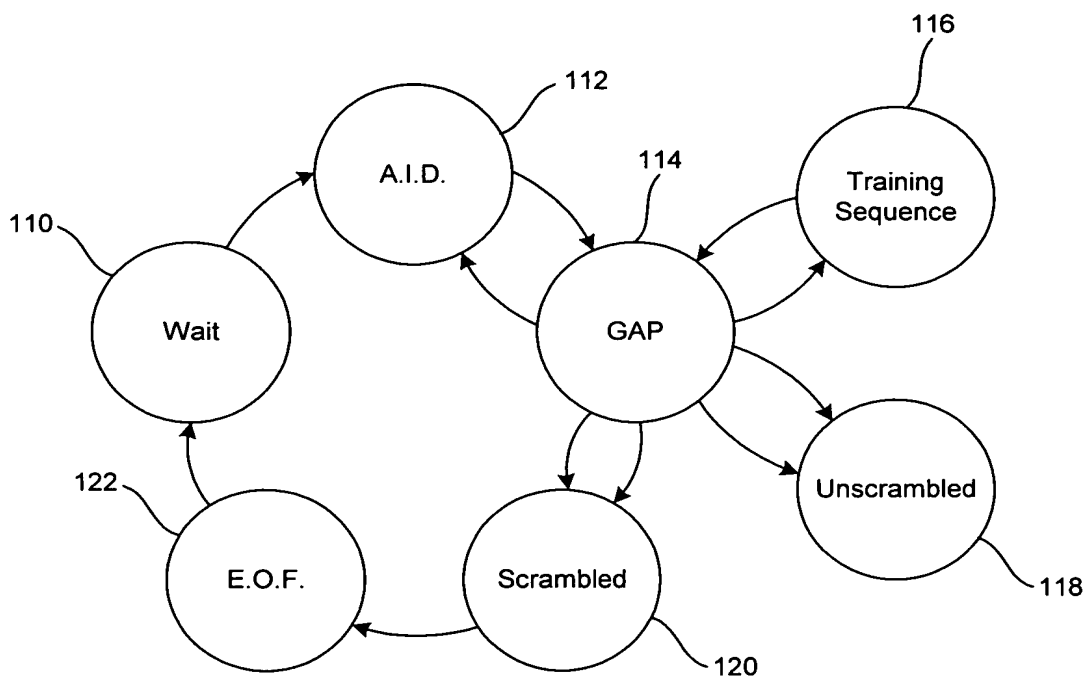 116
112
A.I.D.
114
Training
Sequence
110
Wait
GAP
122
Unscrambled
E.O.F.
Scrambled
118
120